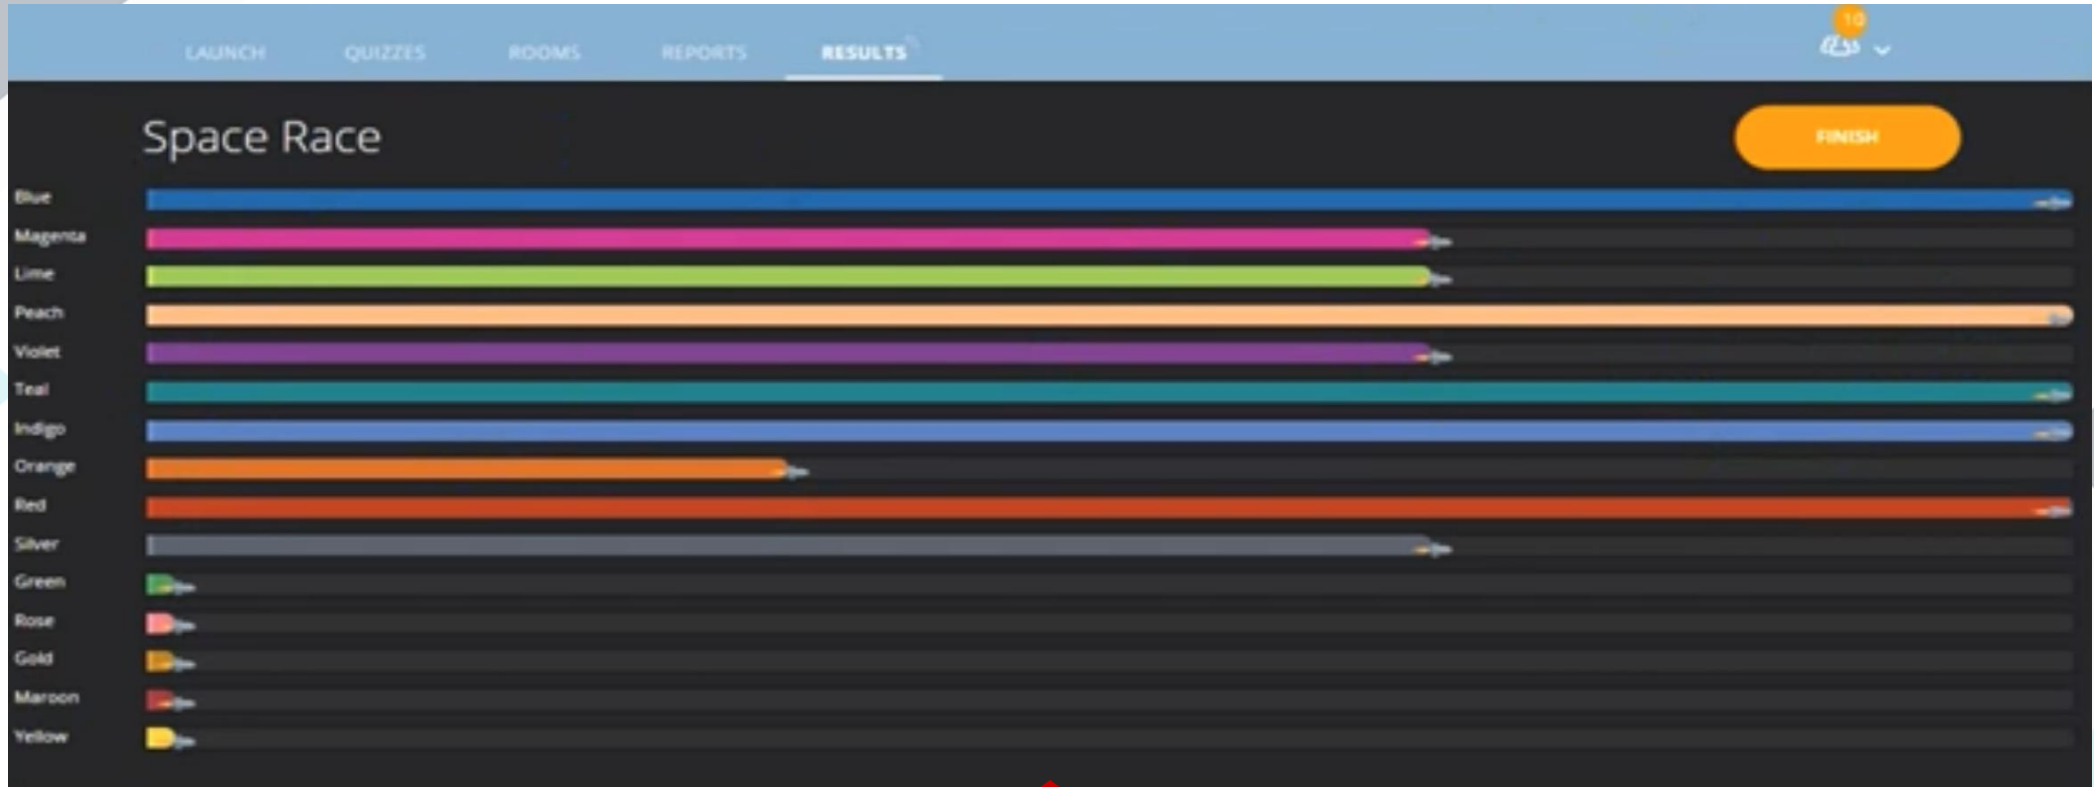 10
LAUNCH QUIZZES ROOMS REPORTS RESULTS
Space Race
FINISH
Blue
Magenta
Lime
Peach
Violet
Teal
Indigo
Orange
Red
Silver
Green
Rose
Gold
Maroon
Yellow